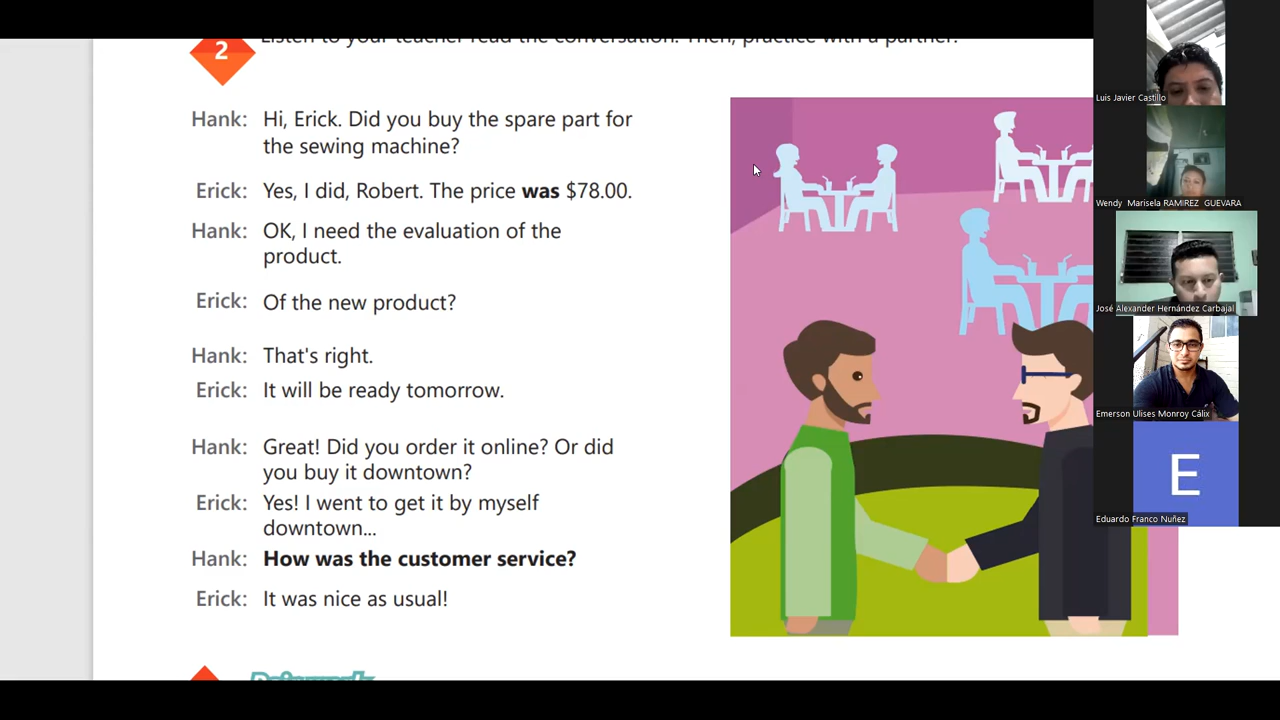 2
Listen to your teacher read the conversation. Then, practice with a partner.
Hank: Hi, Erick. Did you buy the spare part for
the sewing machine?
Erick: Yes, I did, Robert. The price was $78.00.
Hank: OK, I need the evaluation of the
product.
Erick: Of the new product?
Hank: That's right.
Erick: It will be ready tomorrow.
Hank: Great! Did you order it online? Or did
you buy it downtown?
Erick: Yes! I went to get it by myself
downtown...
Hank: How was the customer service?
Erick: It was nice as usual!
Luis Javier Castillo
Wendy Marisela RAMIREZ GUEVARA
José Alexander Hernández Carbajal
Emerson Ulises Monroy Cálix
E
Eduardo Franco Nuñez